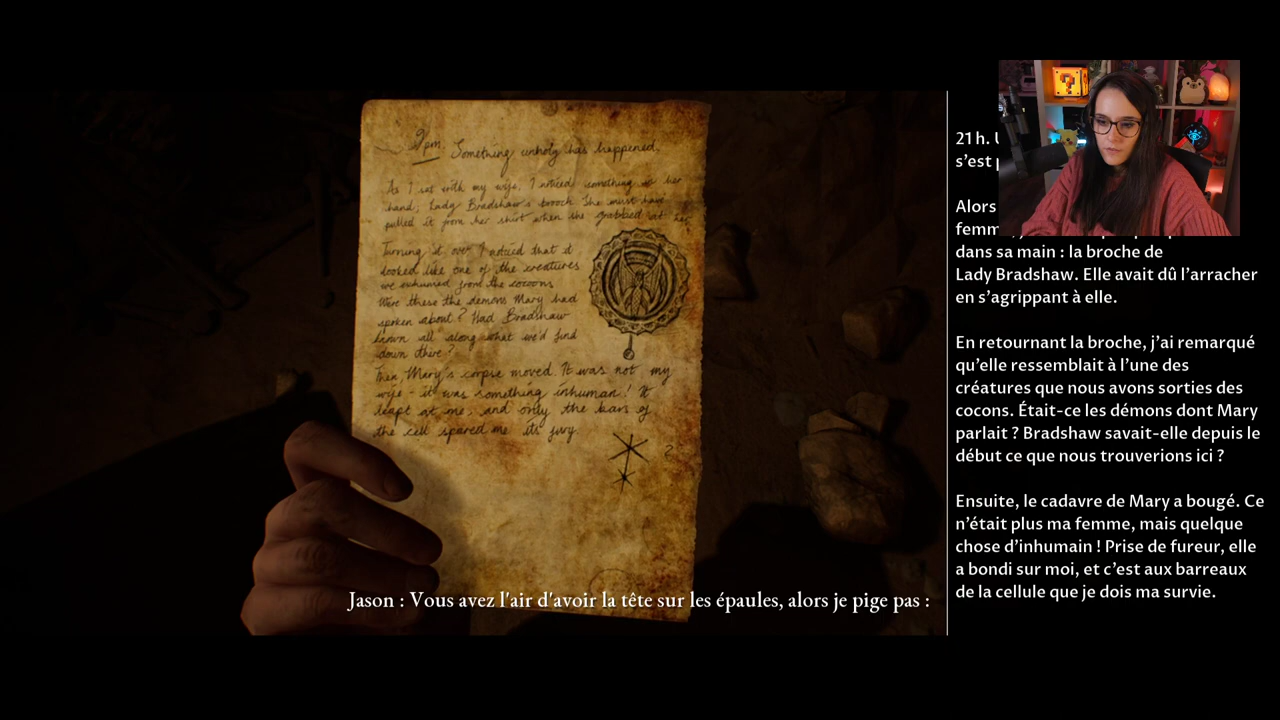 9pm. Something unholy has happened.
As I sat with my wife, I noticed something in her
hand; Lady Bradshaw's brooch. She must have
pulled it from her shirt when she grabbed at her
Turning it over I noticed that it
looked like one of the creatures
we exhumed from the cocoons
Were these the demons Mary had
spoken about? Had Bradshaw
known all along what we'd find
down there?
Then, Mary's corpse moved. It was not my
wife - it was something inhuman! It
leapt at me, and only the bars of
the cell spared me its fury.
Jason : Vous avez l'air d'avoir la tête sur les épaules, alors je pige pas :
21 h.
s'est
Alors
femme,
dans sa main : la broche de
Lady Bradshaw. Elle avait dû l'arracher
en s'agrippant à elle.
En retournant la broche, j'ai remarqué
qu'elle ressemblait à l'une des
créatures que nous avons sorties des
cocons. Était-ce les démons dont Mary
parlait ? Bradshaw savait-elle depuis le
début ce que nous trouverions ici ?
Ensuite, le cadavre de Mary a bougé. Ce
n'était plus ma femme, mais quelque
chose d'inhumain ! Prise de fureur, elle
a bondi sur moi, et c'est aux barreaux
de la cellule que je dois ma survie.